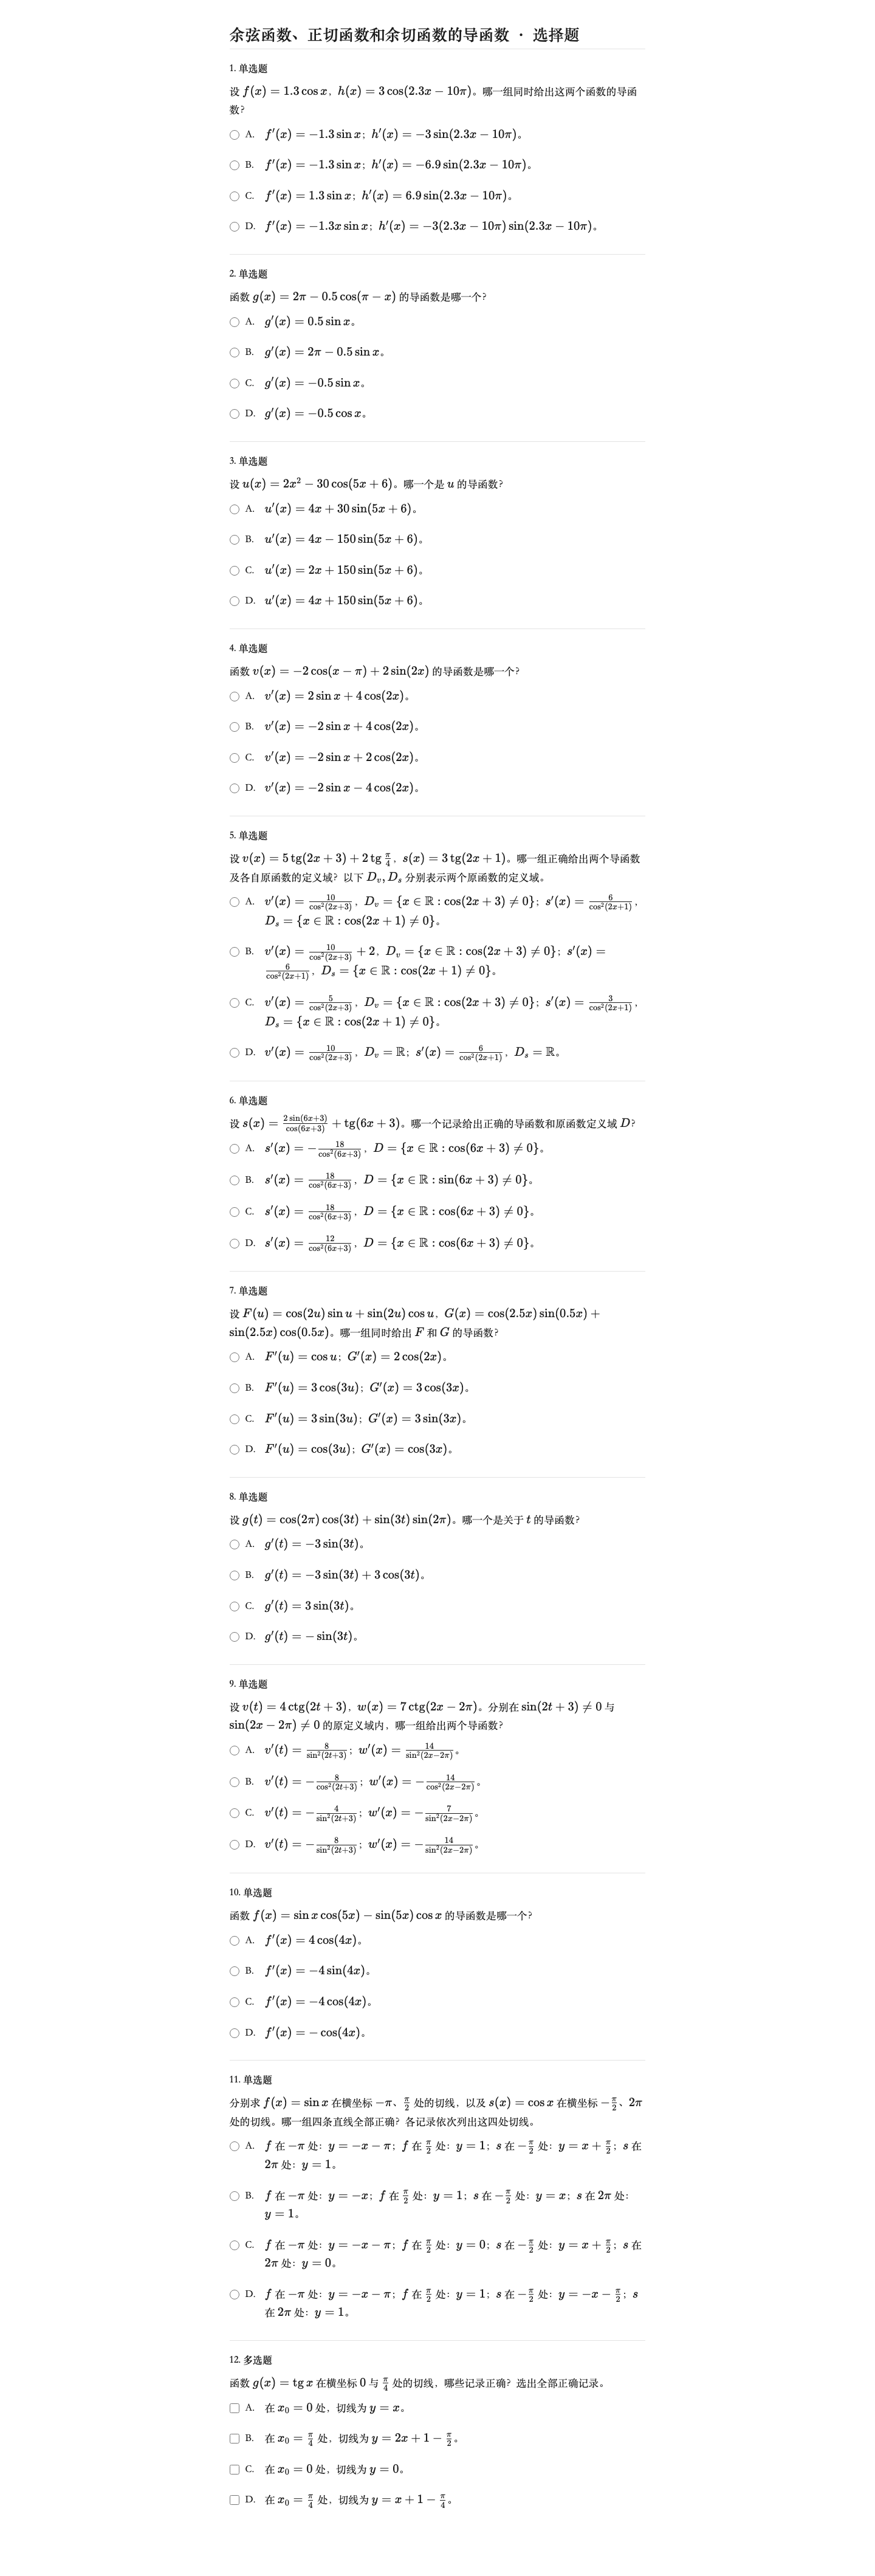 余弦函数、正切函数和余切函数的导函数 · 选择题
1. 单选题
设 f(x) = 1.3 cos x，h(x) = 3 cos(2.3x − 10π)。哪一组同时给出这两个函数的导函
数?
A. f′(x) = −1.3 sin x；h′(x) = −3 sin(2.3x − 10π)。
B. f′(x) = −1.3 sin x；h′(x) = −6.9 sin(2.3x − 10π)。
C. f′(x) = 1.3 sin x；h′(x) = 6.9 sin(2.3x − 10π)。
D. f′(x) = −1.3x sin x；h′(x) = −3(2.3x − 10π) sin(2.3x − 10π)。
2. 单选题
函数 g(x) = 2π − 0.5 cos(π − x) 的导函数是哪一个?
A. g′(x) = 0.5 sin x。
B. g′(x) = 2π − 0.5 sin x。
C. g′(x) = −0.5 sin x。
D. g′(x) = −0.5 cos x。
3. 单选题
设 u(x) = 2x² − 30 cos(5x + 6)。哪一个是 u 的导函数?
A. u′(x) = 4x + 30 sin(5x + 6)。
B. u′(x) = 4x − 150 sin(5x + 6)。
C. u′(x) = 2x + 150 sin(5x + 6)。
D. u′(x) = 4x + 150 sin(5x + 6)。
4. 单选题
函数 v(x) = −2 cos(x − π) + 2 sin(2x) 的导函数是哪一个?
A. v′(x) = 2 sin x + 4 cos(2x)。
B. v′(x) = −2 sin x + 4 cos(2x)。
C. v′(x) = −2 sin x + 2 cos(2x)。
D. v′(x) = −2 sin x − 4 cos(2x)。
5. 单选题
设 v(x) = 5 tg(2x + 3) + 2 tg π/4，s(x) = 3 tg(2x + 1)。哪一组正确给出两个导函数
及各自原函数的定义域? 以下 Dᵥ, Dₛ 分别表示两个原函数的定义域。
A. v′(x) = 10/cos²(2x+3)，Dᵥ = {x ∈ ℝ : cos(2x + 3) ≠ 0}；s′(x) = 6/cos²(2x+1)，
Dₛ = {x ∈ ℝ : cos(2x + 1) ≠ 0}。
B. v′(x) = 10/cos²(2x+3) + 2，Dᵥ = {x ∈ ℝ : cos(2x + 3) ≠ 0}；s′(x) =
6/cos²(2x+1)，Dₛ = {x ∈ ℝ : cos(2x + 1) ≠ 0}。
C. v′(x) = 5/cos²(2x+3)，Dᵥ = {x ∈ ℝ : cos(2x + 3) ≠ 0}；s′(x) = 3/cos²(2x+1)，
Dₛ = {x ∈ ℝ : cos(2x + 1) ≠ 0}。
D. v′(x) = 10/cos²(2x+3)，Dᵥ = ℝ；s′(x) = 6/cos²(2x+1)，Dₛ = ℝ。
6. 单选题
设 s(x) = 2 sin(6x+3)/cos(6x+3) + tg(6x + 3)。哪一个记录给出正确的导函数和原函数定义域 D?
A. s′(x) = −18/cos²(6x+3)，D = {x ∈ ℝ : cos(6x + 3) ≠ 0}。
B. s′(x) = 18/cos²(6x+3)，D = {x ∈ ℝ : sin(6x + 3) ≠ 0}。
C. s′(x) = 18/cos²(6x+3)，D = {x ∈ ℝ : cos(6x + 3) ≠ 0}。
D. s′(x) = 12/cos²(6x+3)，D = {x ∈ ℝ : cos(6x + 3) ≠ 0}。
7. 单选题
设 F(u) = cos(2u) sin u + sin(2u) cos u，G(x) = cos(2.5x) sin(0.5x) +
sin(2.5x) cos(0.5x)。哪一组同时给出 F 和 G 的导函数?
A. F′(u) = cos u；G′(x) = 2 cos(2x)。
B. F′(u) = 3 cos(3u)；G′(x) = 3 cos(3x)。
C. F′(u) = 3 sin(3u)；G′(x) = 3 sin(3x)。
D. F′(u) = cos(3u)；G′(x) = cos(3x)。
8. 单选题
设 g(t) = cos(2π) cos(3t) + sin(3t) sin(2π)。哪一个是关于 t 的导函数?
A. g′(t) = −3 sin(3t)。
B. g′(t) = −3 sin(3t) + 3 cos(3t)。
C. g′(t) = 3 sin(3t)。
D. g′(t) = − sin(3t)。
9. 单选题
设 v(t) = 4 ctg(2t + 3)，w(x) = 7 ctg(2x − 2π)。分别在 sin(2t + 3) ≠ 0 与
sin(2x − 2π) ≠ 0 的原定义域内，哪一组给出两个导函数?
A. v′(t) = 8/sin²(2t+3)；w′(x) = 14/sin²(2x−2π)。
B. v′(t) = −8/cos²(2t+3)；w′(x) = −14/cos²(2x−2π)。
C. v′(t) = −4/sin²(2t+3)；w′(x) = −7/sin²(2x−2π)。
D. v′(t) = −8/sin²(2t+3)；w′(x) = −14/sin²(2x−2π)。
10. 单选题
函数 f(x) = sin x cos(5x) − sin(5x) cos x 的导函数是哪一个?
A. f′(x) = 4 cos(4x)。
B. f′(x) = −4 sin(4x)。
C. f′(x) = −4 cos(4x)。
D. f′(x) = − cos(4x)。
11. 单选题
分别求 f(x) = sin x 在横坐标 −π、π/2 处的切线，以及 s(x) = cos x 在横坐标 −π/2、2π
处的切线。哪一组四条直线全部正确? 各记录依次列出这四处切线。
A. f 在 −π 处：y = −x − π；f 在 π/2 处：y = 1；s 在 −π/2 处：y = x + π/2；s 在
2π 处：y = 1。
B. f 在 −π 处：y = −x；f 在 π/2 处：y = 1；s 在 −π/2 处：y = x；s 在 2π 处：
y = 1。
C. f 在 −π 处：y = −x − π；f 在 π/2 处：y = 0；s 在 −π/2 处：y = x + π/2；s 在
2π 处：y = 0。
D. f 在 −π 处：y = −x − π；f 在 π/2 处：y = 1；s 在 −π/2 处：y = −x − π/2；s
在 2π 处：y = 1。
12. 多选题
函数 g(x) = tg x 在横坐标 0 与 π/4 处的切线，哪些记录正确? 选出全部正确记录。
A. 在 x₀ = 0 处，切线为 y = x。
B. 在 x₀ = π/4 处，切线为 y = 2x + 1 − π/2。
C. 在 x₀ = 0 处，切线为 y = 0。
D. 在 x₀ = π/4 处，切线为 y = x + 1 − π/4。